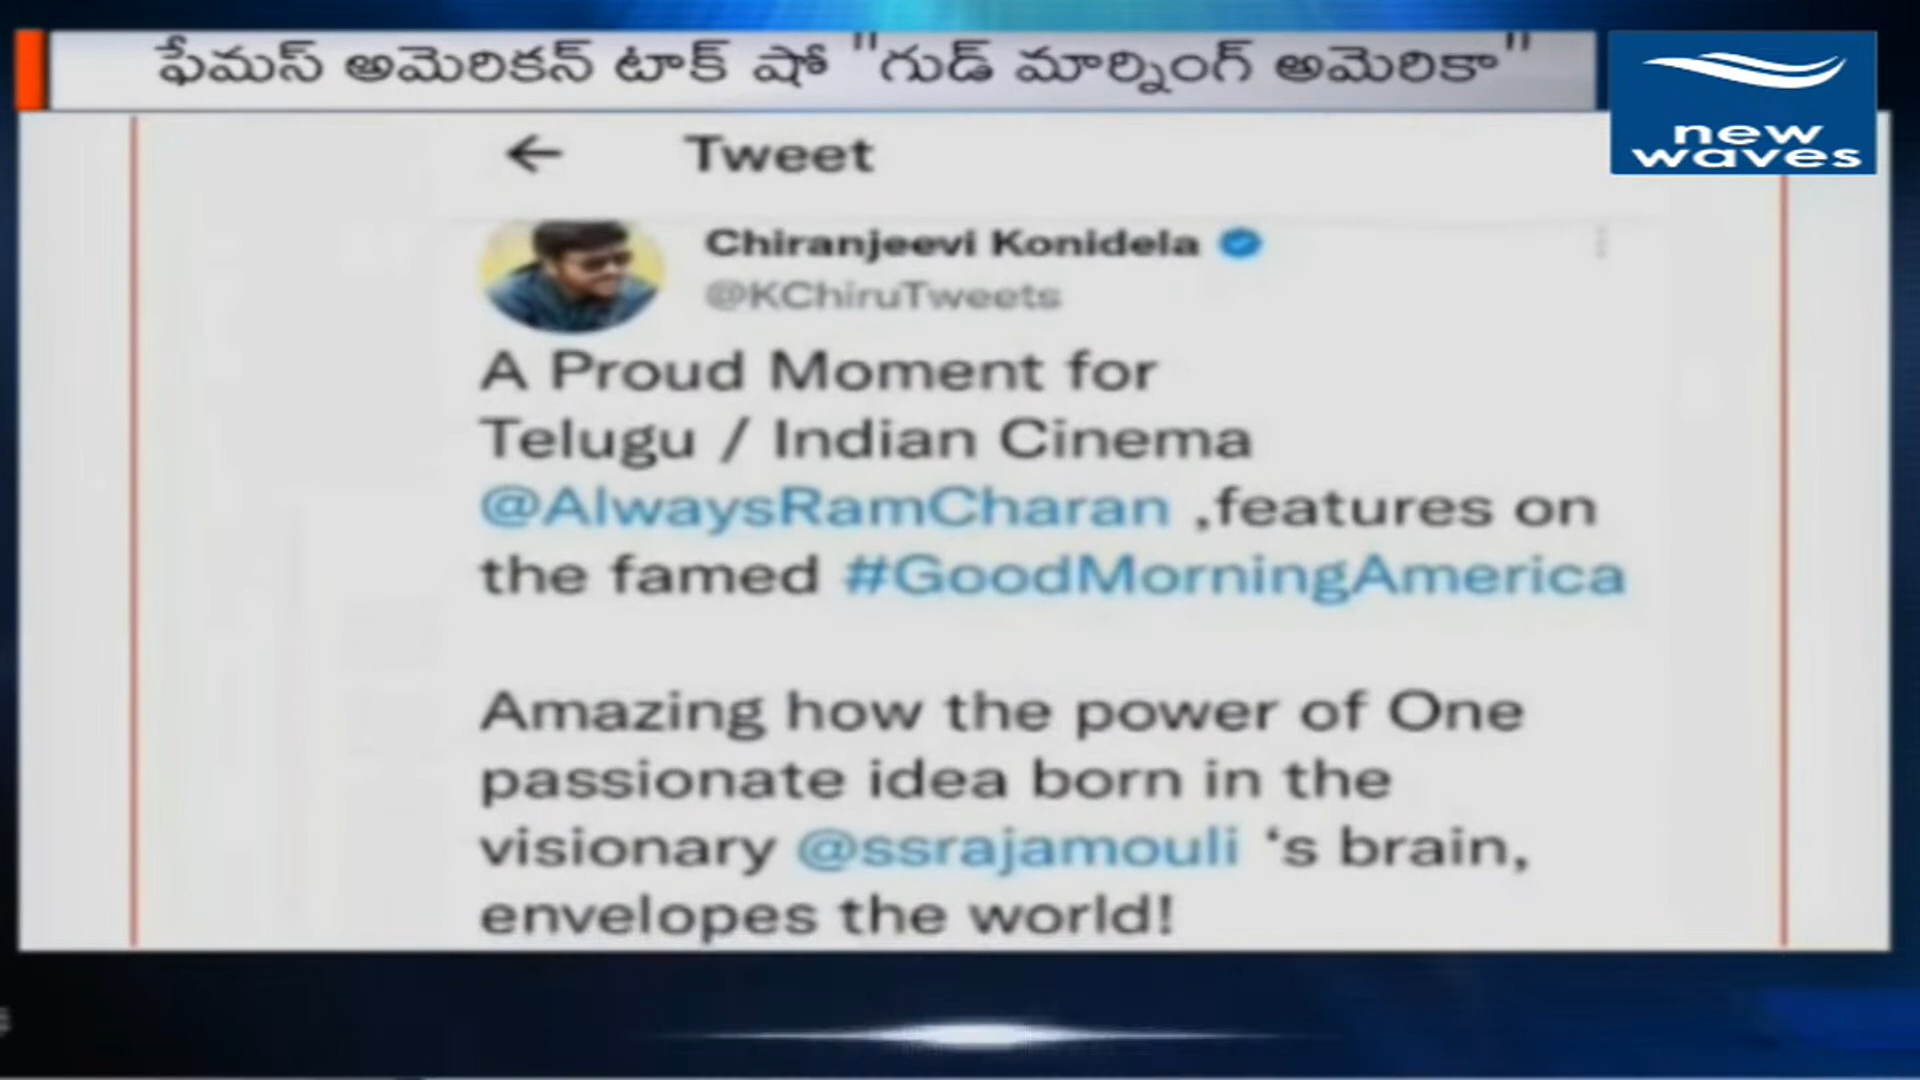 ఫేమస్ అమెరికన్ టాక్ షో "గుడ్ మార్నింగ్ అమెరికా"
new
waves
Tweet
Chiranjeevi Konidela
@KChiruTweets
A Proud Moment for
Telugu / Indian Cinema
@AlwaysRamCharan ,features on
the famed #GoodMorningAmerica
Amazing how the power of One
passionate idea born in the
visionary @ssrajamouli ‘s brain,
envelopes the world!